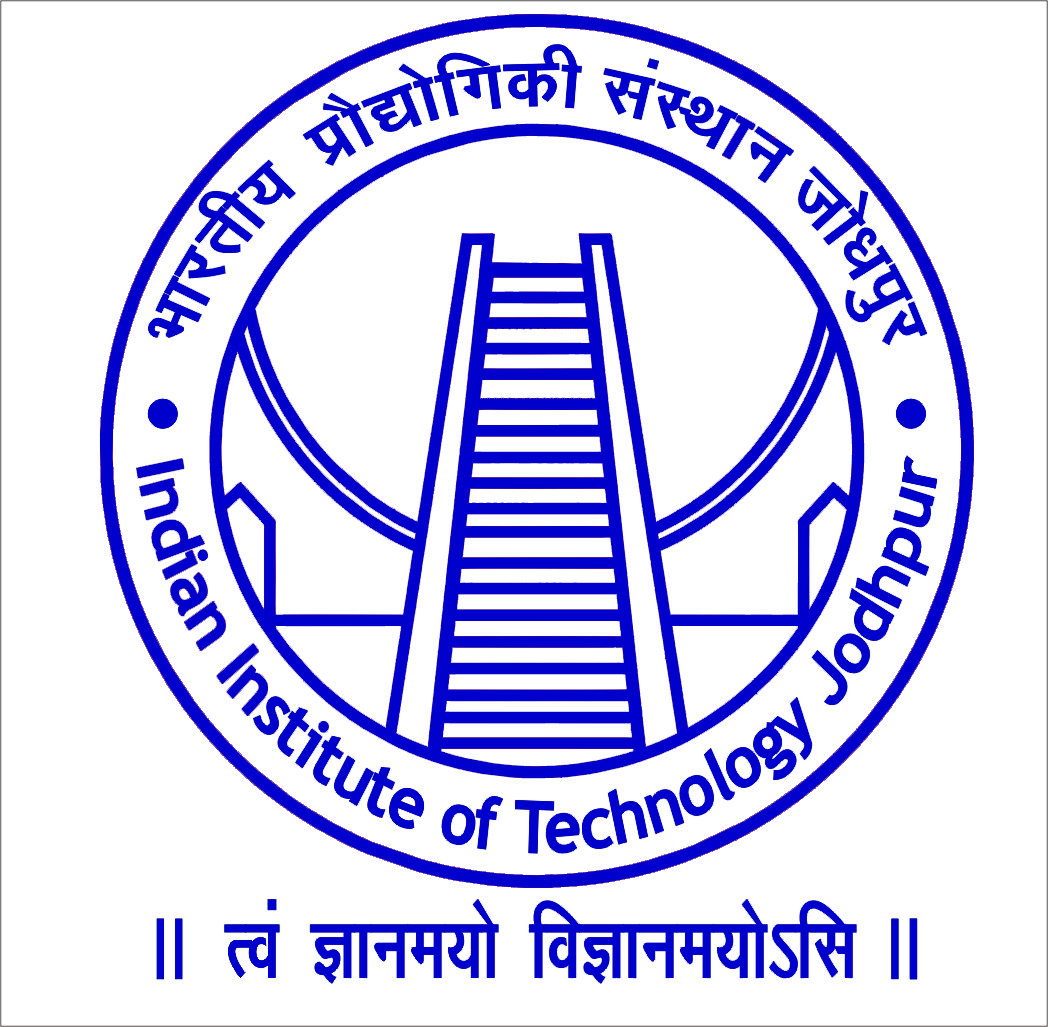 भारतीय प्रौद्योगिकी संस्थान जोधपुर
Indian Institute of Technology Jodhpur
॥ त्वं ज्ञानमयो विज्ञानमयोऽसि ॥